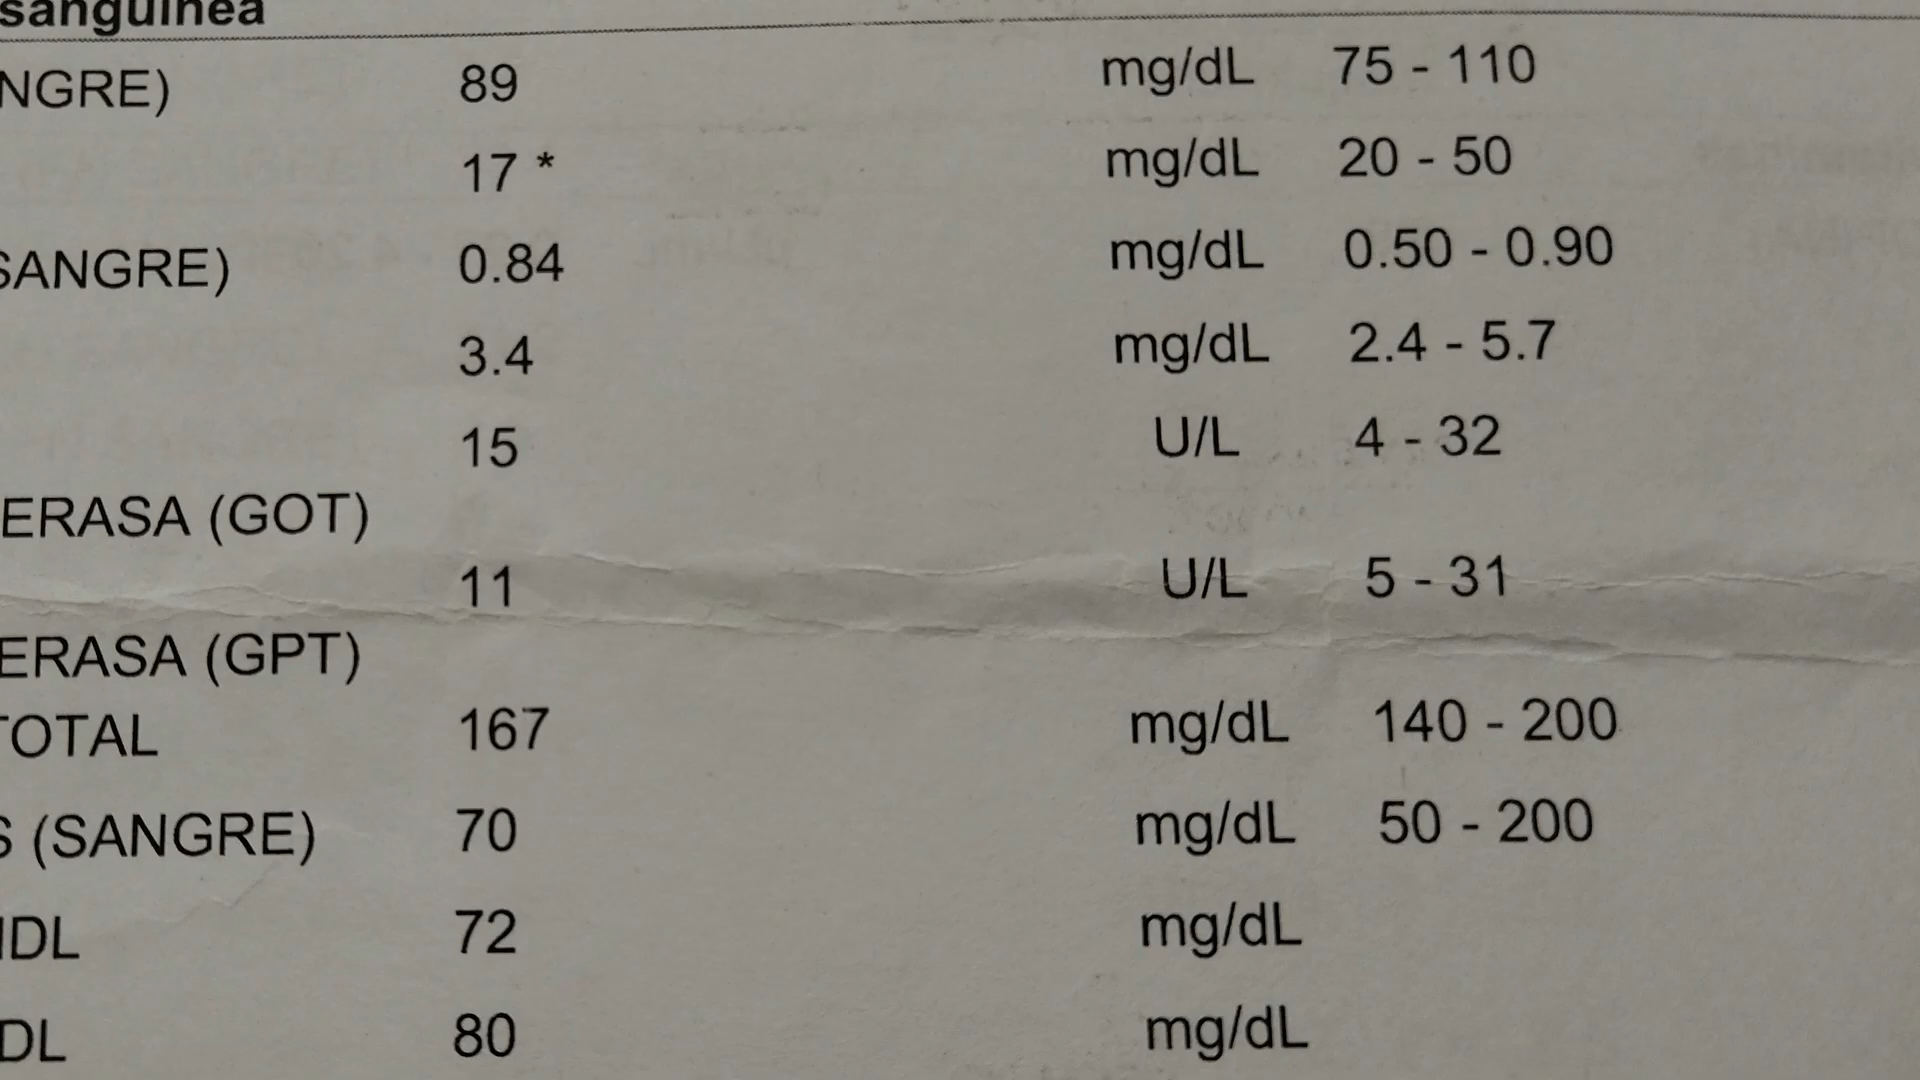 sanguínea
NGRE) 89 mg/dL 75 - 110
17 * mg/dL 20 - 50
SANGRE) 0.84 mg/dL 0.50 - 0.90
3.4 mg/dL 2.4 - 5.7
15 U/L 4 - 32
ERASA (GOT)
11 U/L 5 - 31
ERASA (GPT)
TOTAL 167 mg/dL 140 - 200
S (SANGRE) 70 mg/dL 50 - 200
HDL 72 mg/dL
DL 80 mg/dL